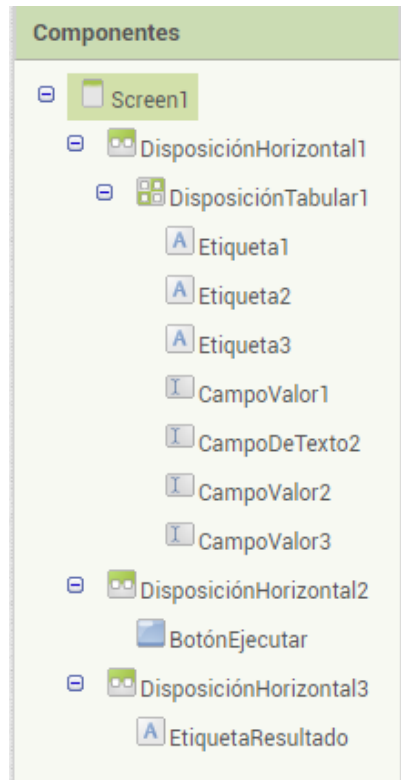 Componentes
Screen1
DisposiciónHorizontal1
DisposiciónTabular1
A Etiqueta1
A Etiqueta2
A Etiqueta3
CampoValor1
CampoDeTexto2
CampoValor2
CampoValor3
DisposiciónHorizontal2
BotónEjecutar
DisposiciónHorizontal3
A EtiquetaResultado